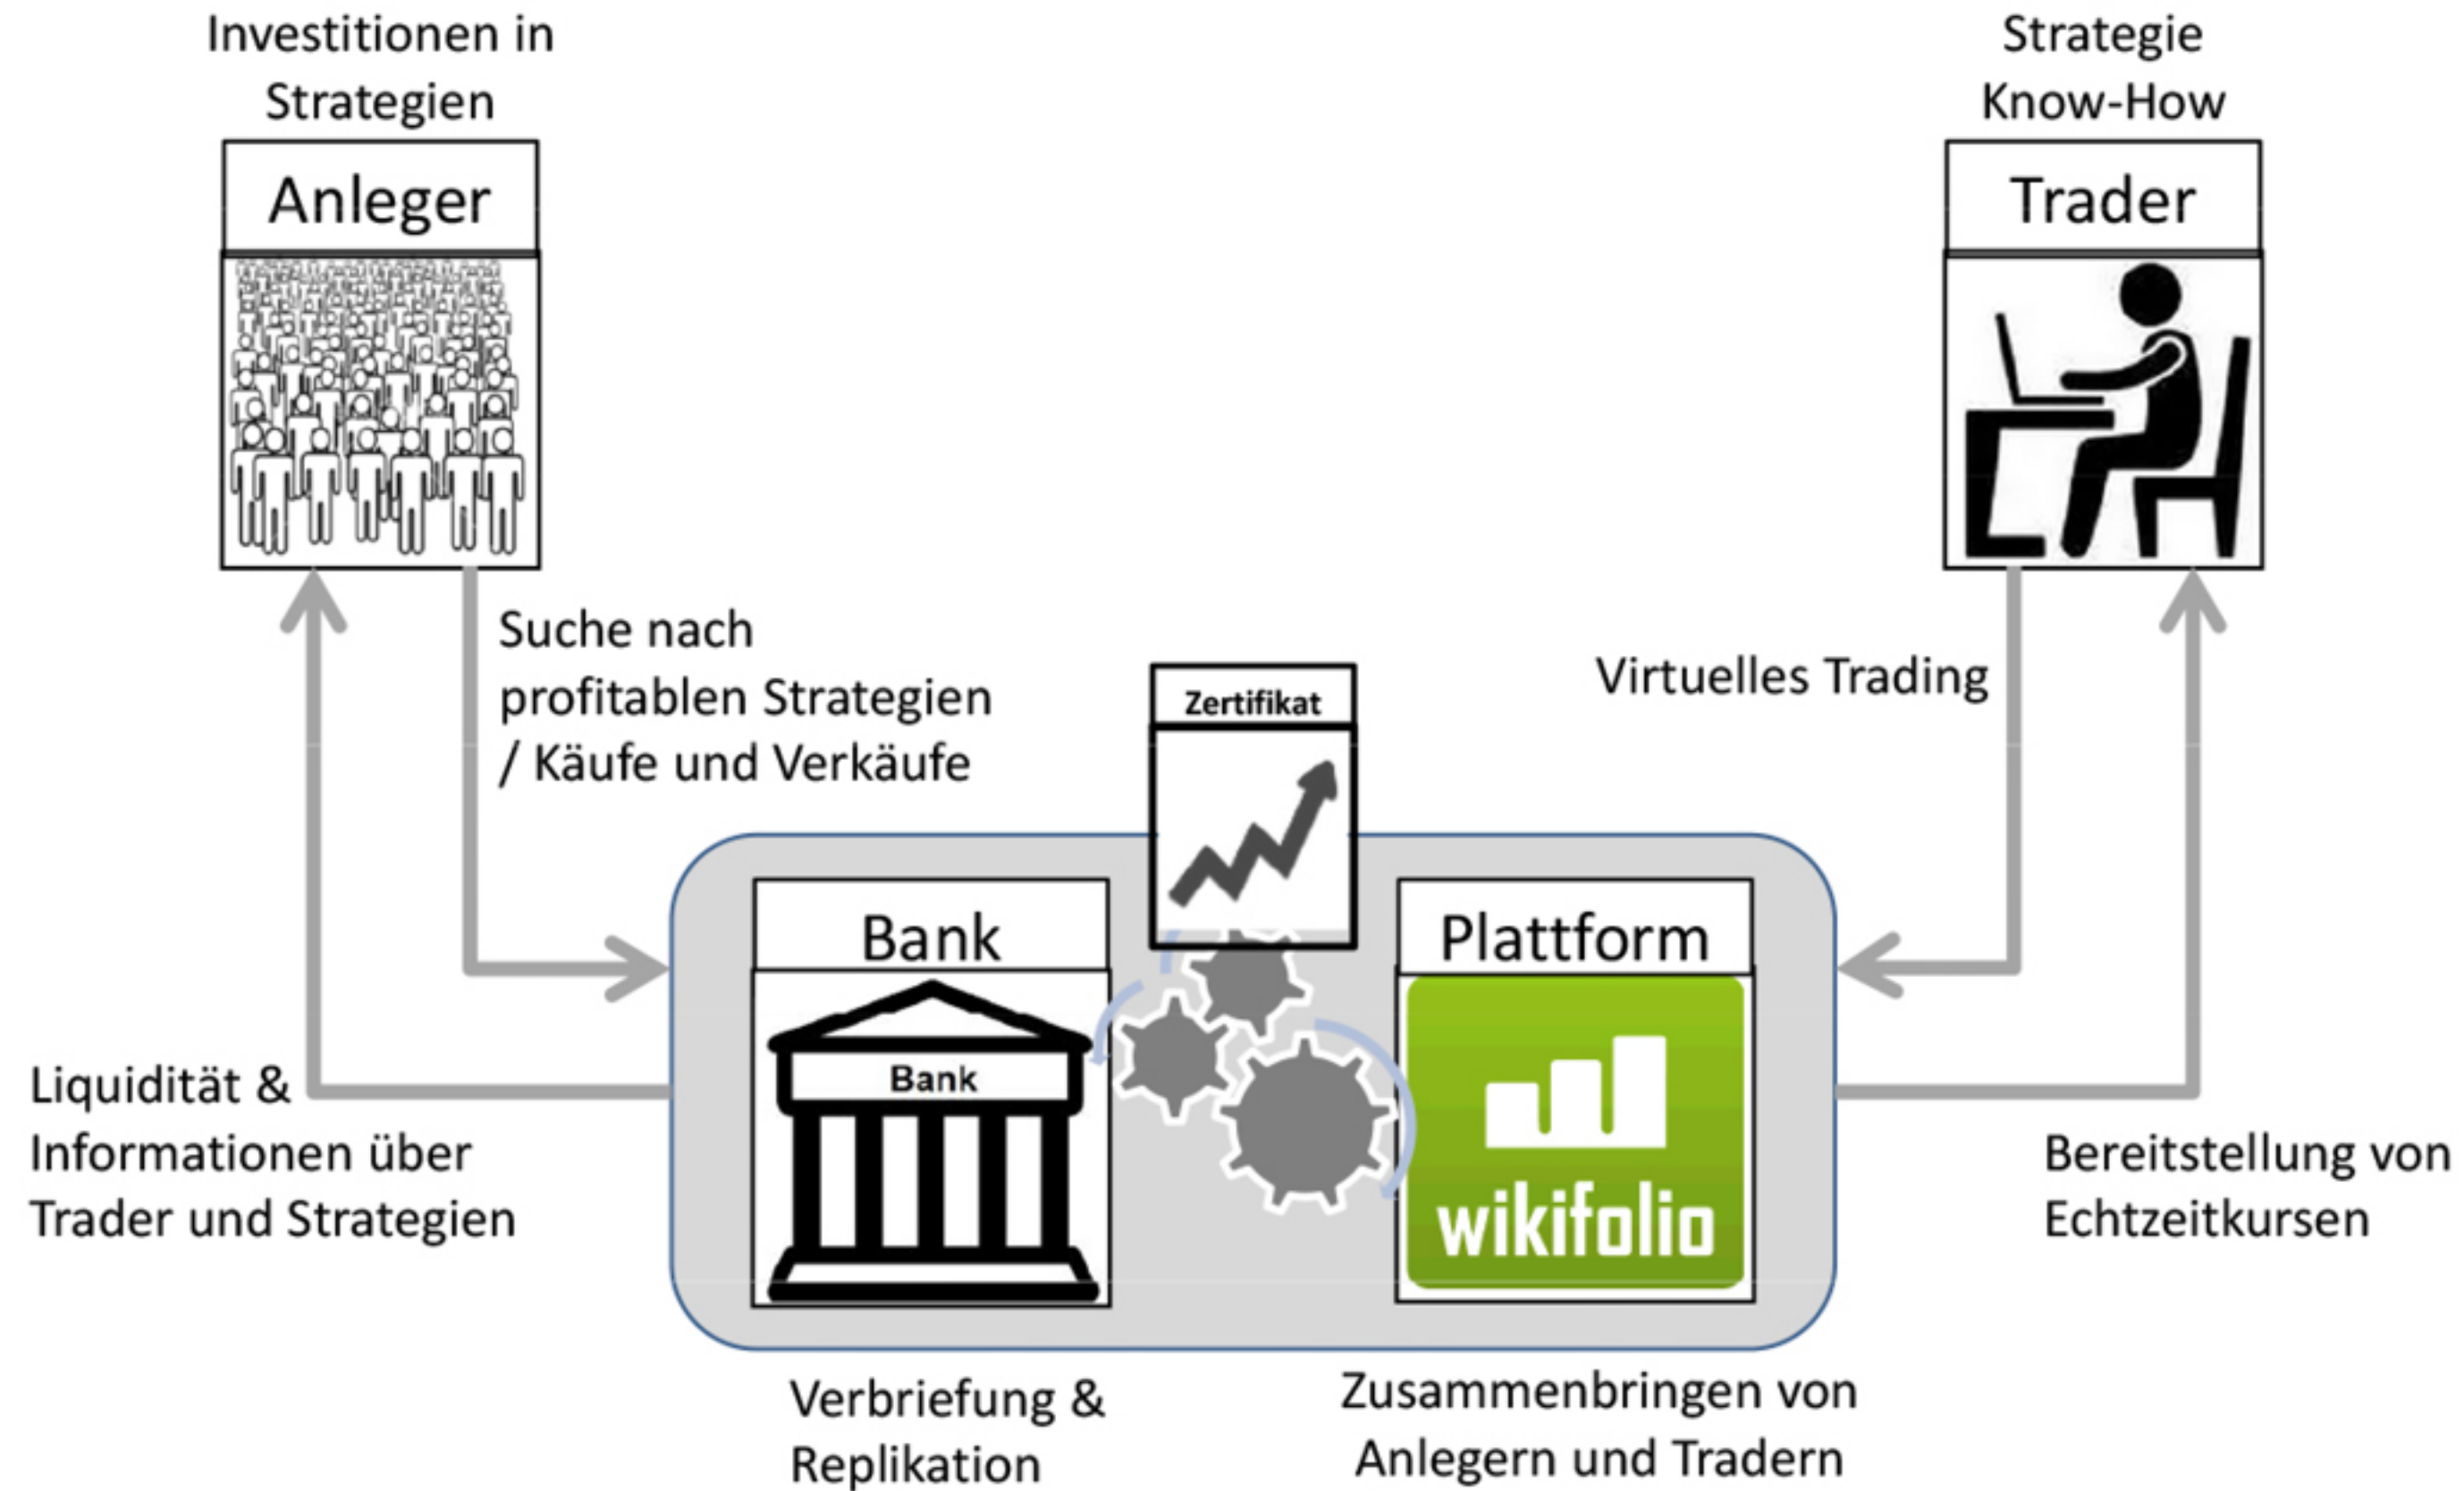 Investitionen in
Strategien
Anleger
Strategie
Know-How
Trader
Suche nach
profitablen Strategien
/ Käufe und Verkäufe
Virtuelles Trading
Zertifikat
Bank
Bank
Plattform
wikifolio
Liquidität &
Informationen über
Trader und Strategien
Bereitstellung von
Echtzeitkursen
Verbriefung &
Replikation
Zusammenbringen von
Anlegern und Tradern